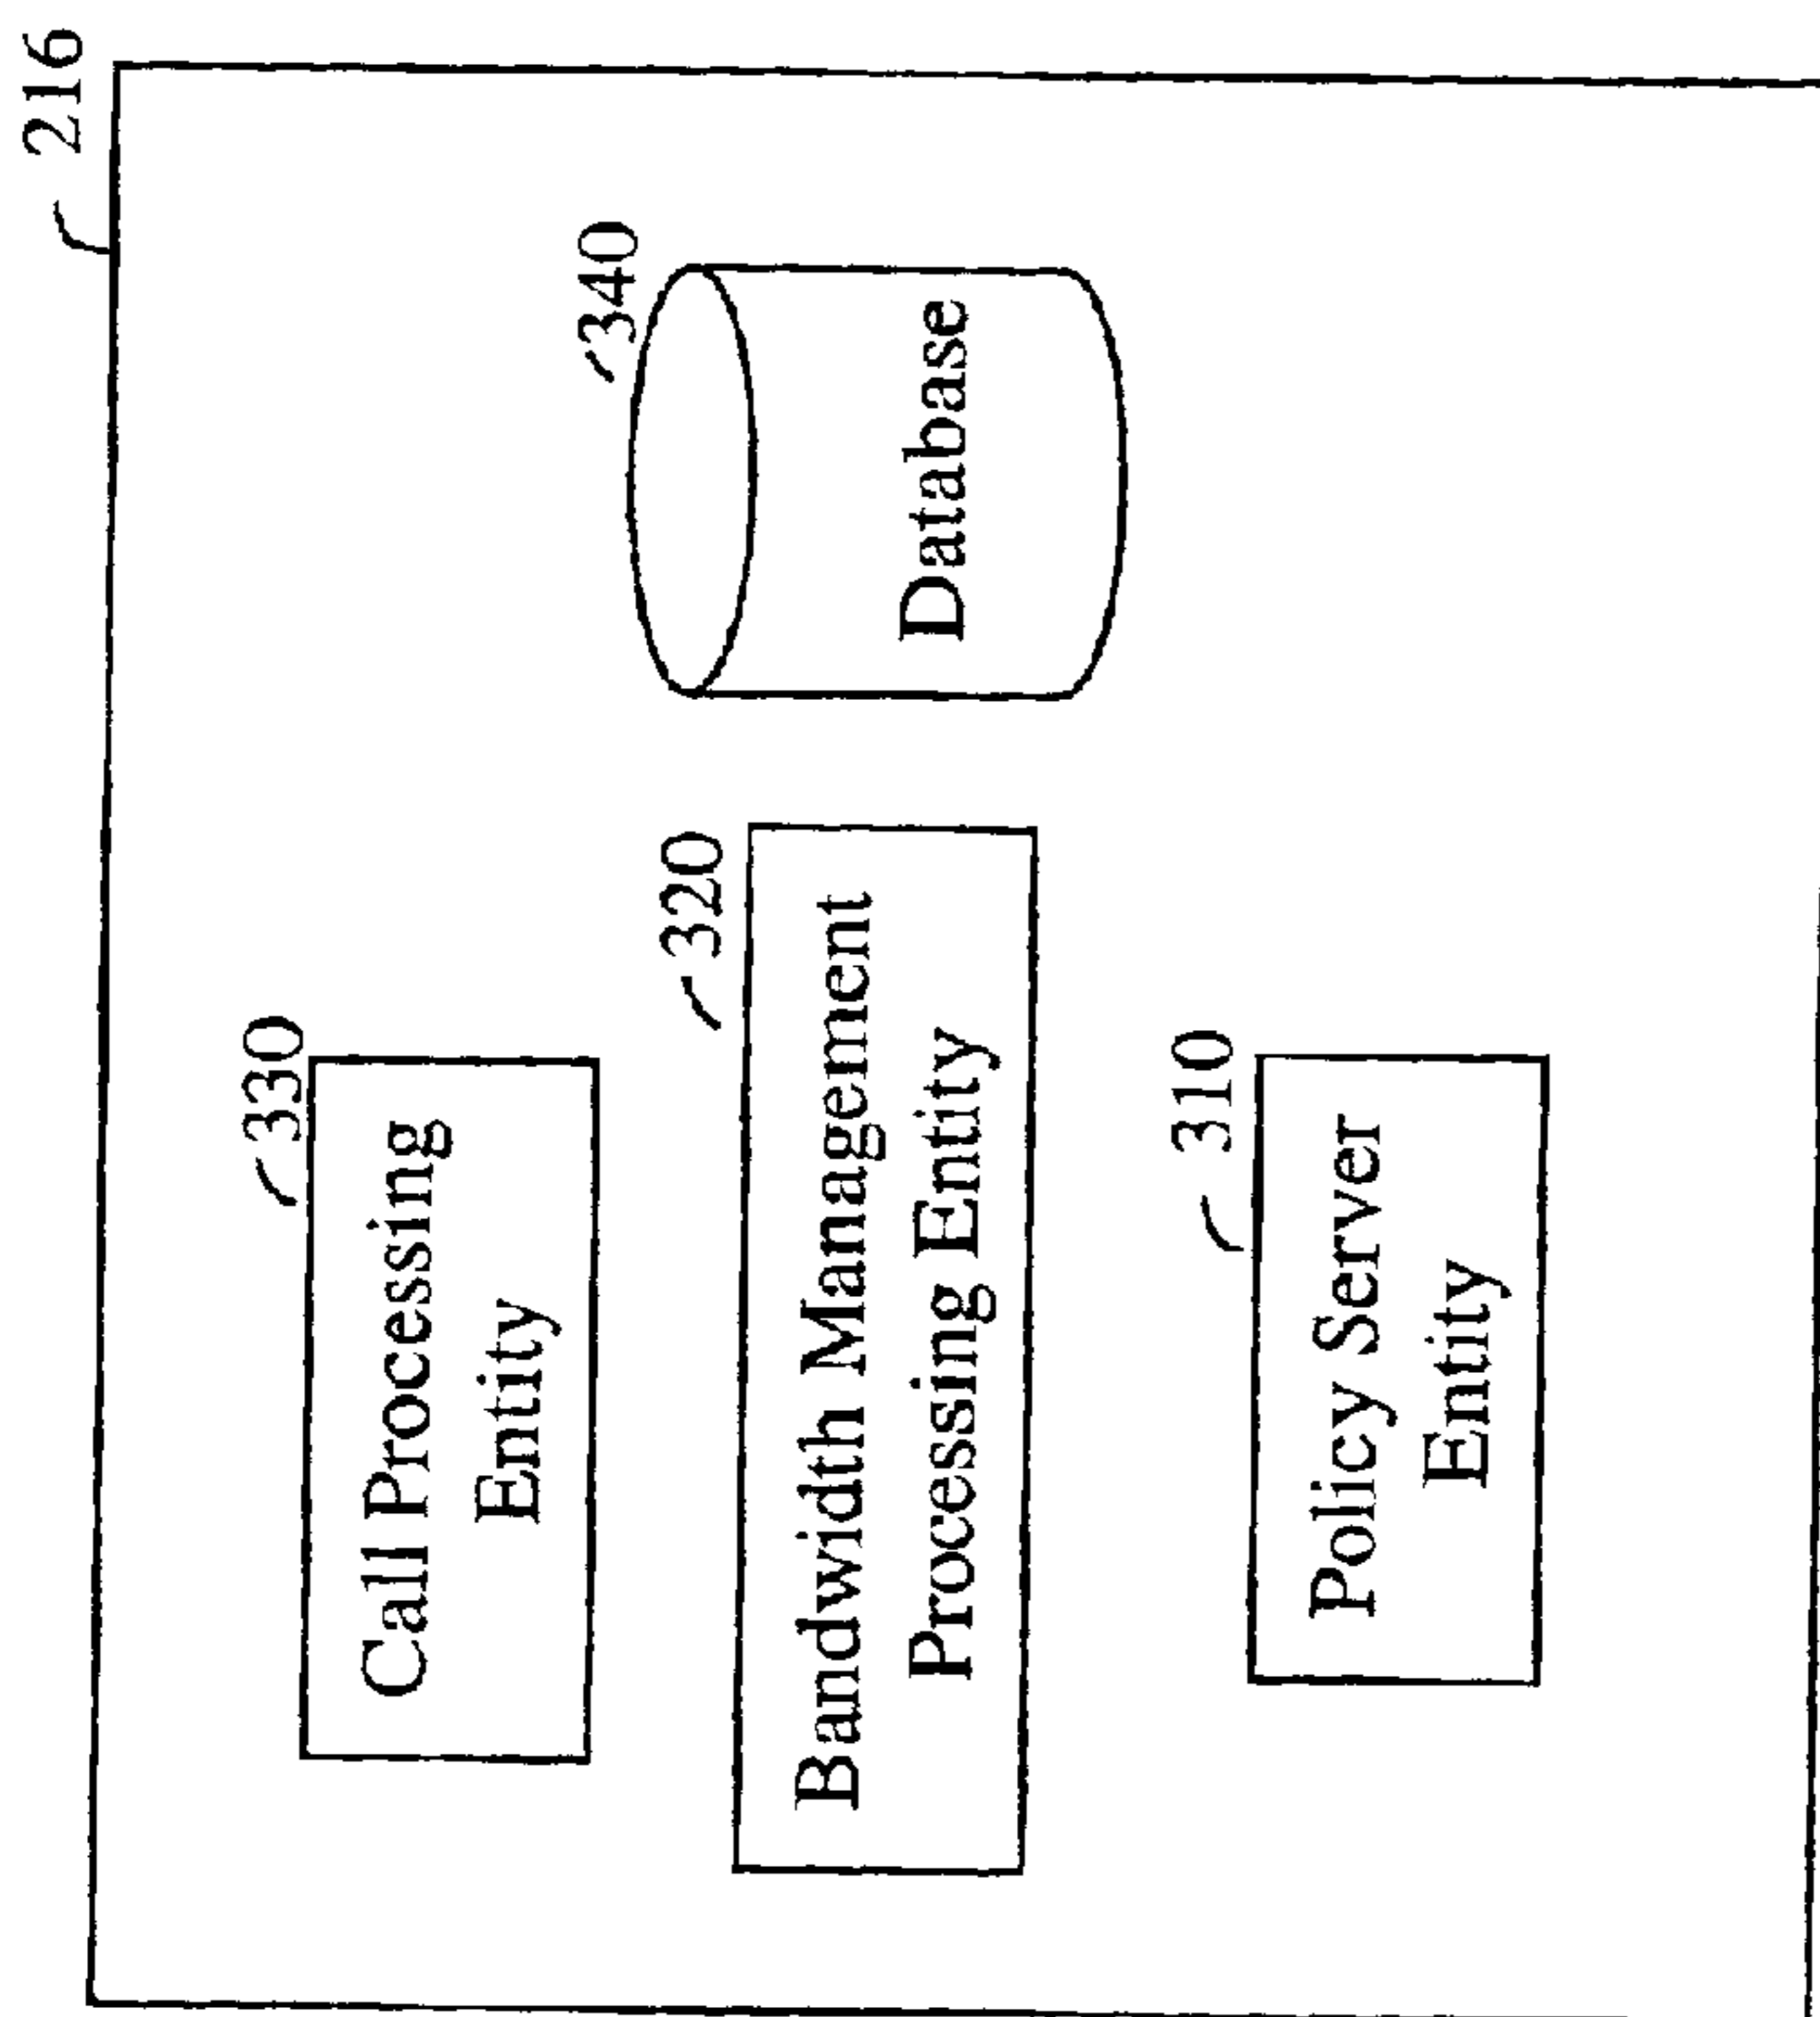 216
330
Call Processing
Entity
340
320
Bandwidth Management
Processing Entity
Database
310
Policy Server
Entity